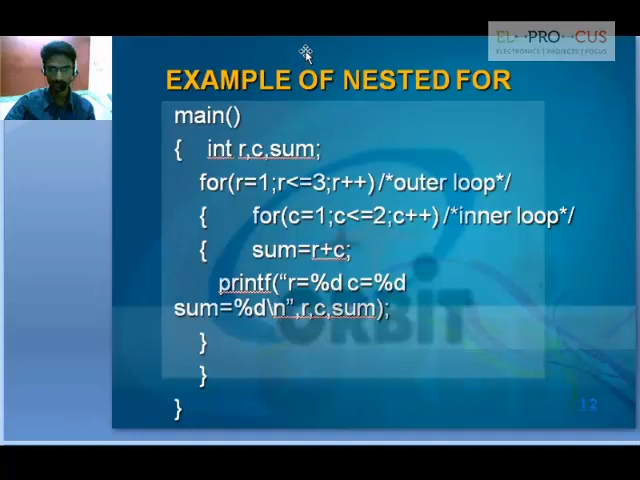 EL PRO CUS
ELECTRONICS | PROJECTS | FOCUS
EXAMPLE OF NESTED FOR
main()
{ int r,c,sum;
for(r=1;r<=3;r++) /*outer loop*/
{ for(c=1;c<=2;c++) /*inner loop*/
{ sum=r+c;
printf(“r=%d c=%d
sum=%d\n”,r,c,sum);
}
}
}
ORBIT
12